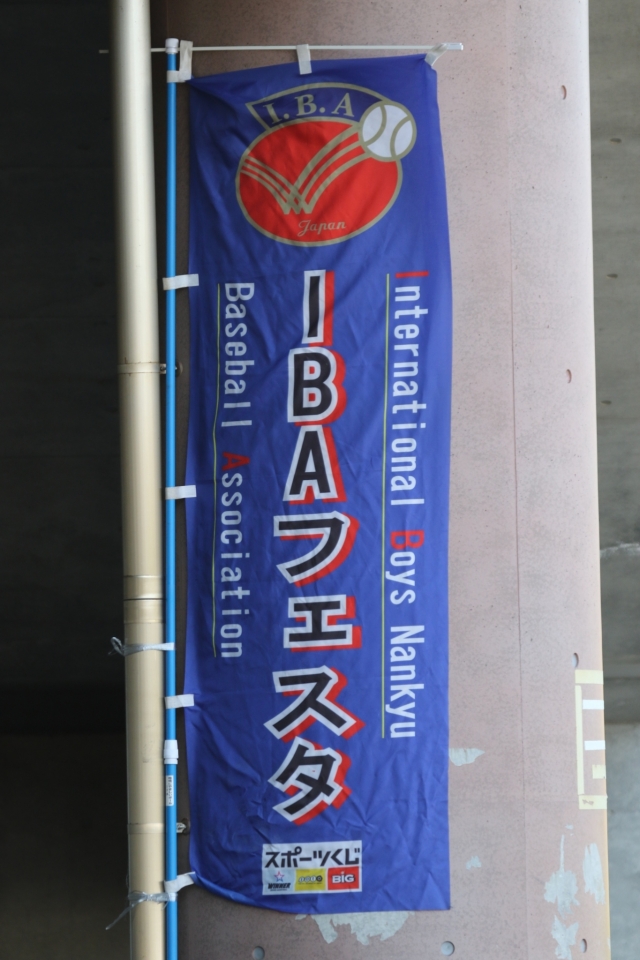 I.B.A
Japan
International Boys Nankyu
IBAフェスタ
Baseball Association
スポーツくじ
WINNER
BIG